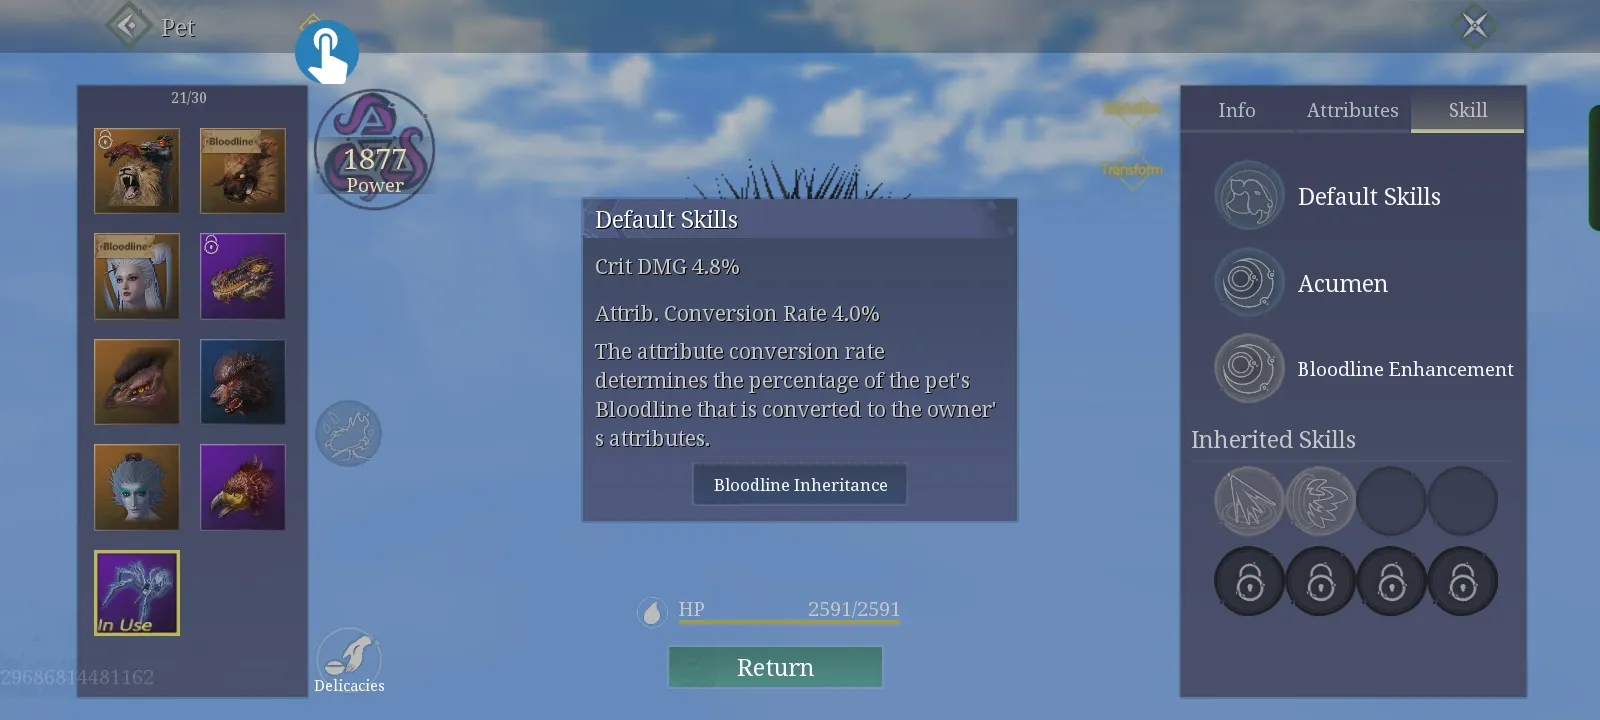 Pet
21/30
Bloodline
Bloodline
In Use
1877
Power
Delicacies
29686814481162
Transform
Default Skills
Crit DMG 4.8%
Attrib. Conversion Rate 4.0%
The attribute conversion rate
determines the percentage of the pet's
Bloodline that is converted to the owner'
s attributes.
Bloodline Inheritance
HP
2591/2591
Return
Info
Attributes
Skill
Default Skills
Acumen
Bloodline Enhancement
Inherited Skills